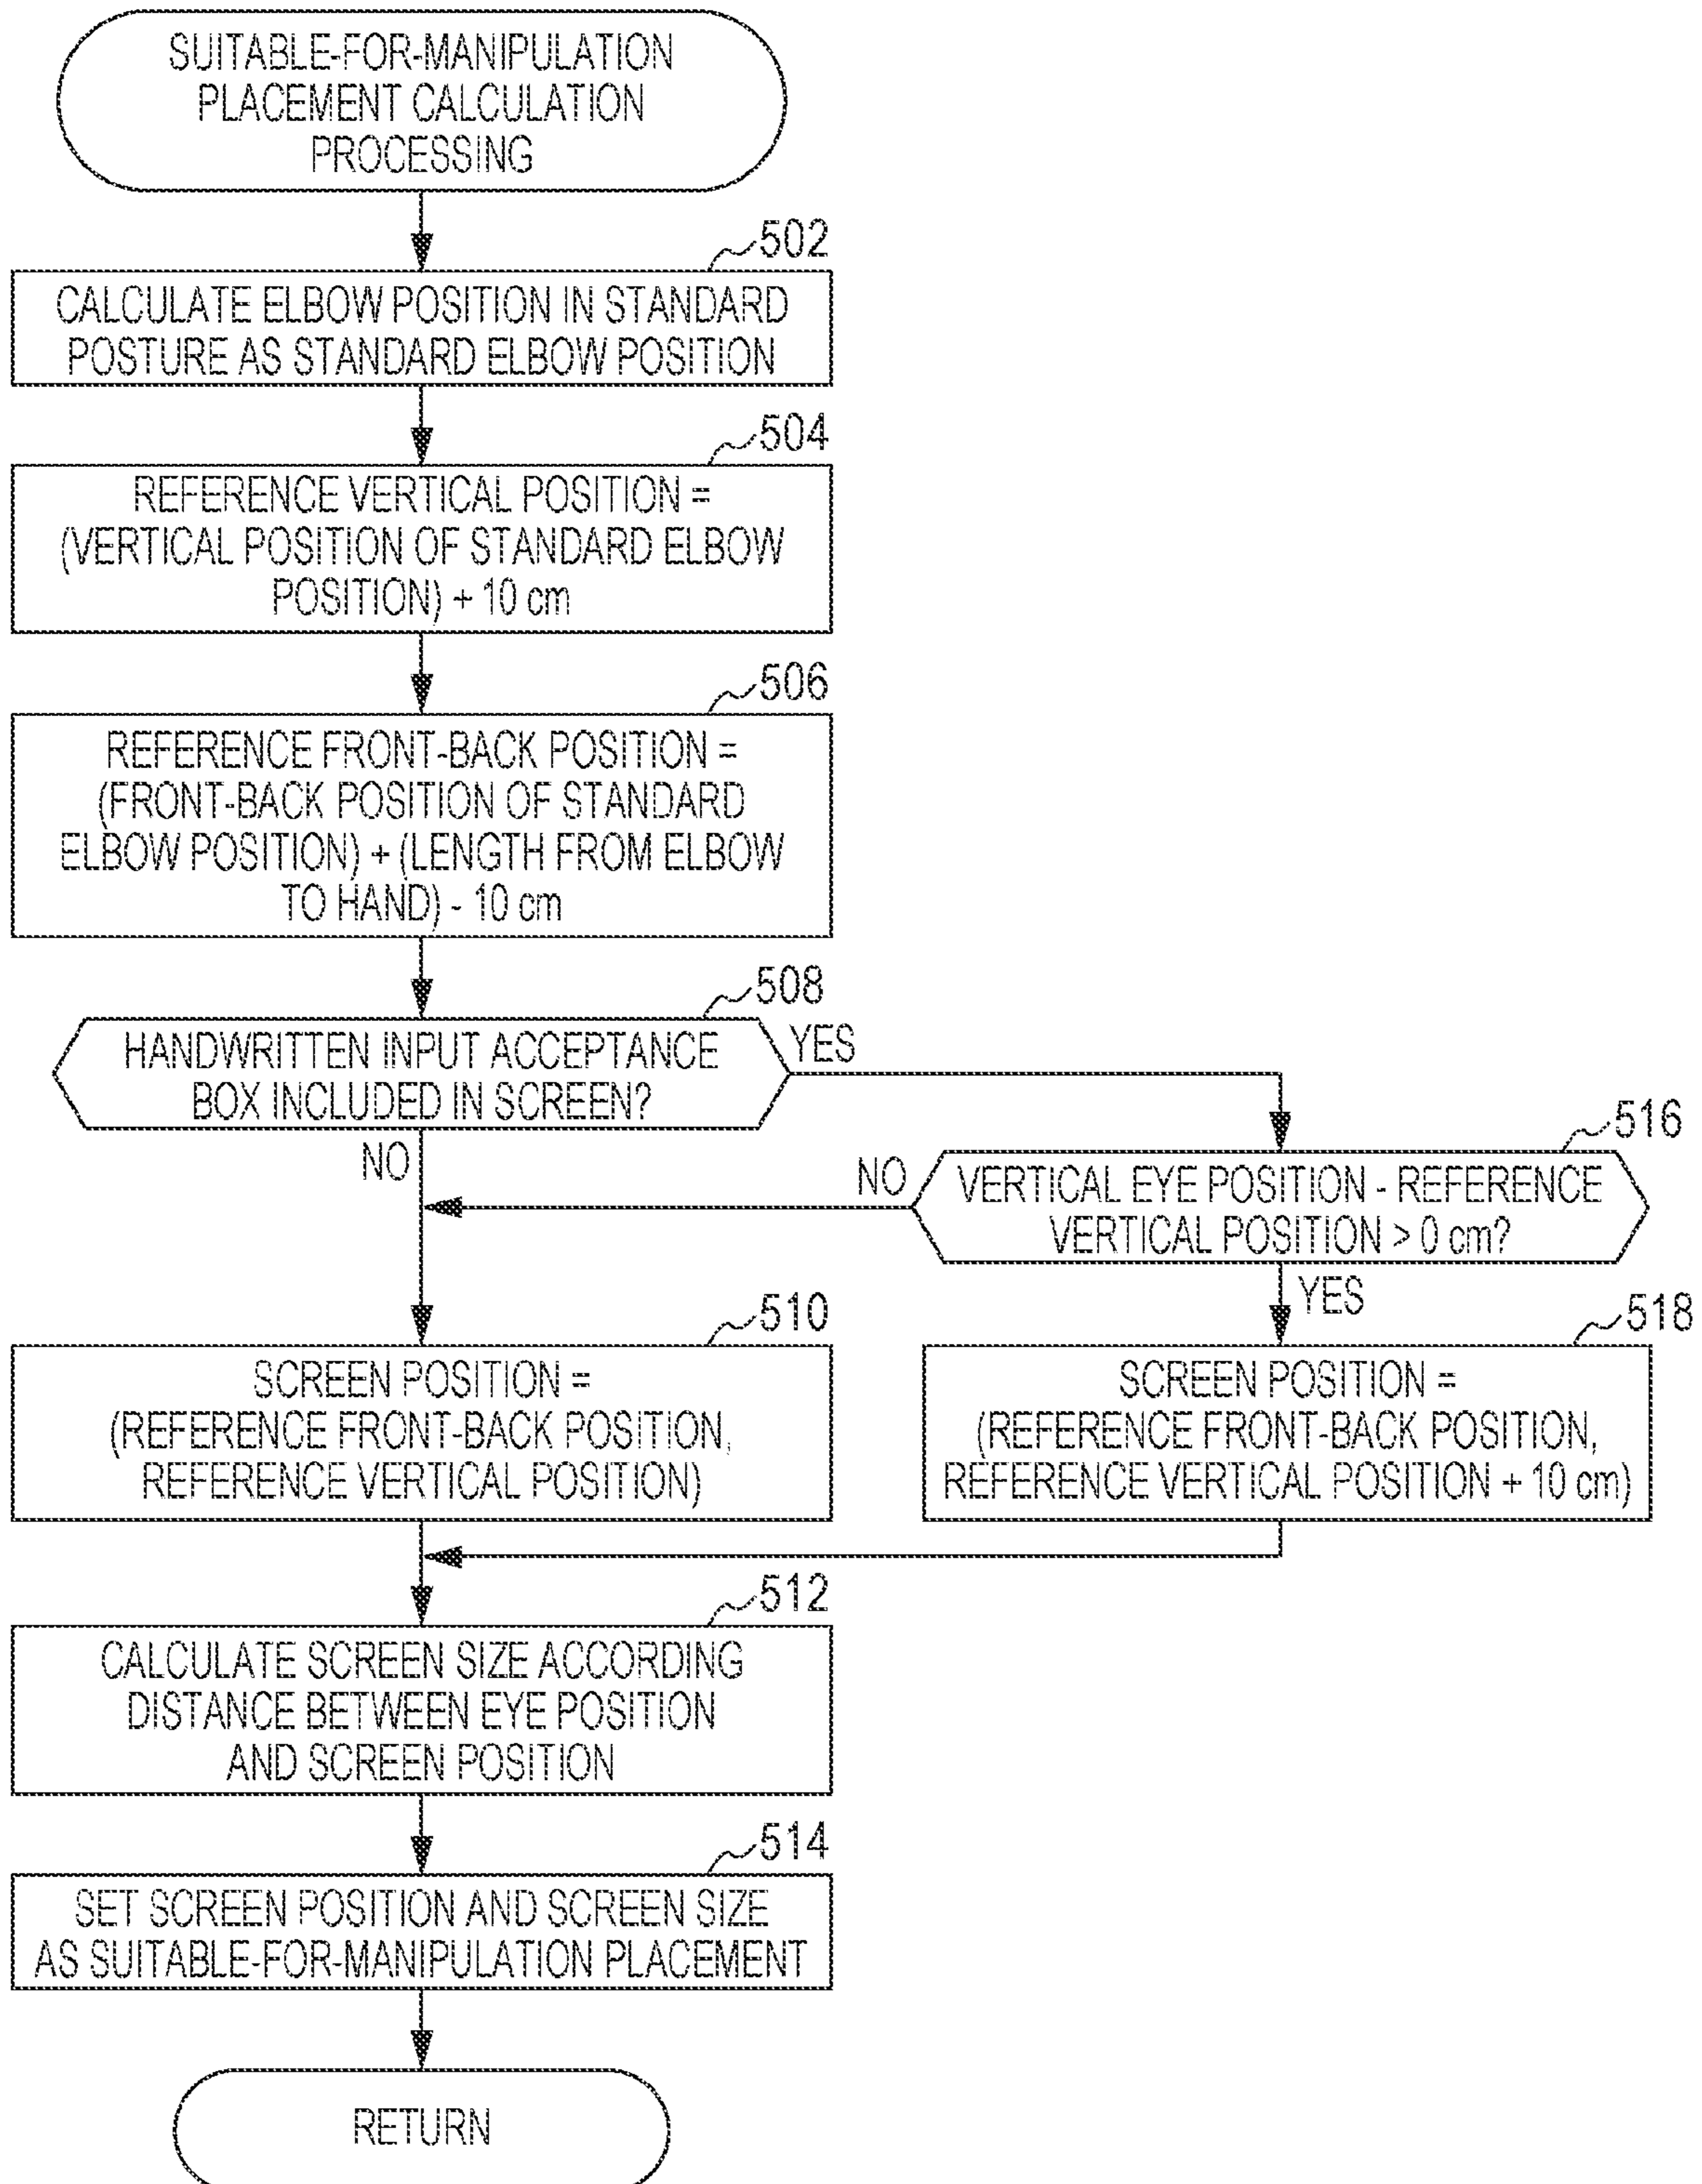 SUITABLE-FOR-MANIPULATION
PLACEMENT CALCULATION
PROCESSING
502
CALCULATE ELBOW POSITION IN STANDARD
POSTURE AS STANDARD ELBOW POSITION
504
REFERENCE VERTICAL POSITION =
(VERTICAL POSITION OF STANDARD ELBOW
POSITION) + 10 cm
506
REFERENCE FRONT-BACK POSITION =
(FRONT-BACK POSITION OF STANDARD
ELBOW POSITION) + (LENGTH FROM ELBOW
TO HAND) - 10 cm
508
HANDWRITTEN INPUT ACCEPTANCE
BOX INCLUDED IN SCREEN?
YES
NO
516
VERTICAL EYE POSITION - REFERENCE
VERTICAL POSITION > 0 cm?
NO
YES
510
SCREEN POSITION =
(REFERENCE FRONT-BACK POSITION,
REFERENCE VERTICAL POSITION)
518
SCREEN POSITION =
(REFERENCE FRONT-BACK POSITION,
REFERENCE VERTICAL POSITION + 10 cm)
512
CALCULATE SCREEN SIZE ACCORDING
DISTANCE BETWEEN EYE POSITION
AND SCREEN POSITION
514
SET SCREEN POSITION AND SCREEN SIZE
AS SUITABLE-FOR-MANIPULATION PLACEMENT
RETURN